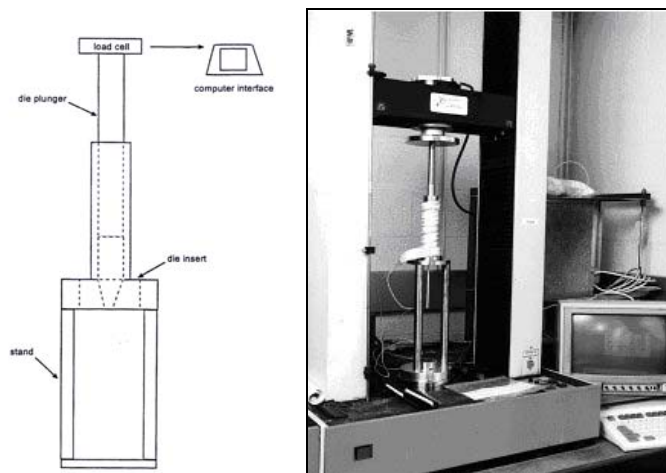 load cell
computer interface
die plunger
die insert
stand